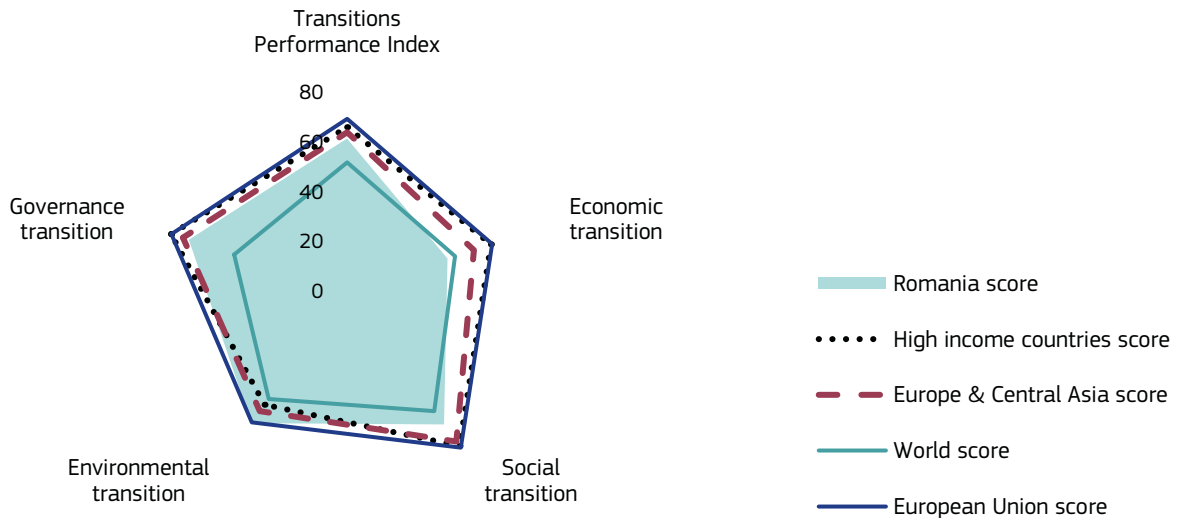 Transitions
Performance Index
80
60
40
20
0
Governance
transition
Economic
transition
Environmental
transition
Social
transition
Romania score
High income countries score
Europe & Central Asia score
World score
European Union score